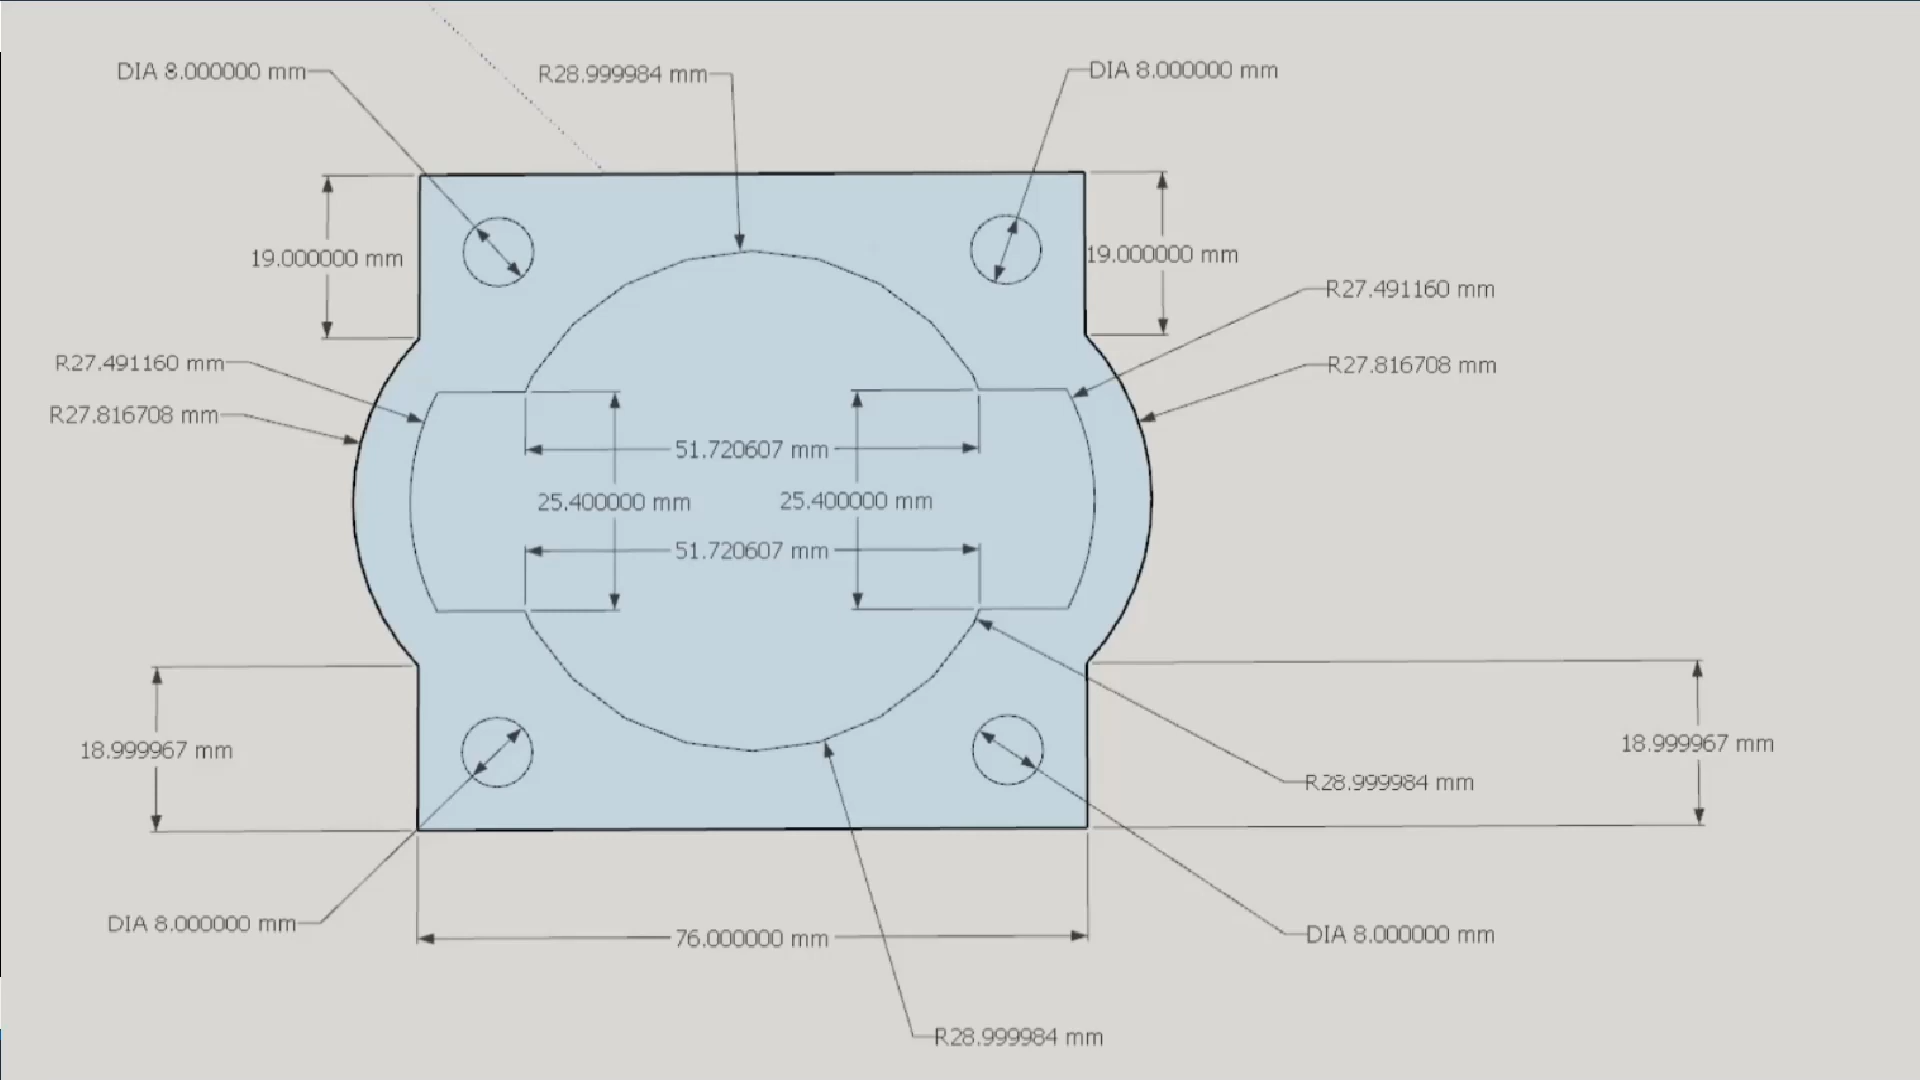 DIA 8.000000 mm
R28.999984 mm
DIA 8.000000 mm
19.000000 mm
19.000000 mm
R27.491160 mm
R27.491160 mm
R27.816708 mm
R27.816708 mm
51.720607 mm
25.400000 mm
25.400000 mm
51.720607 mm
18.999967 mm
18.999967 mm
R28.999984 mm
DIA 8.000000 mm
76.000000 mm
DIA 8.000000 mm
R28.999984 mm